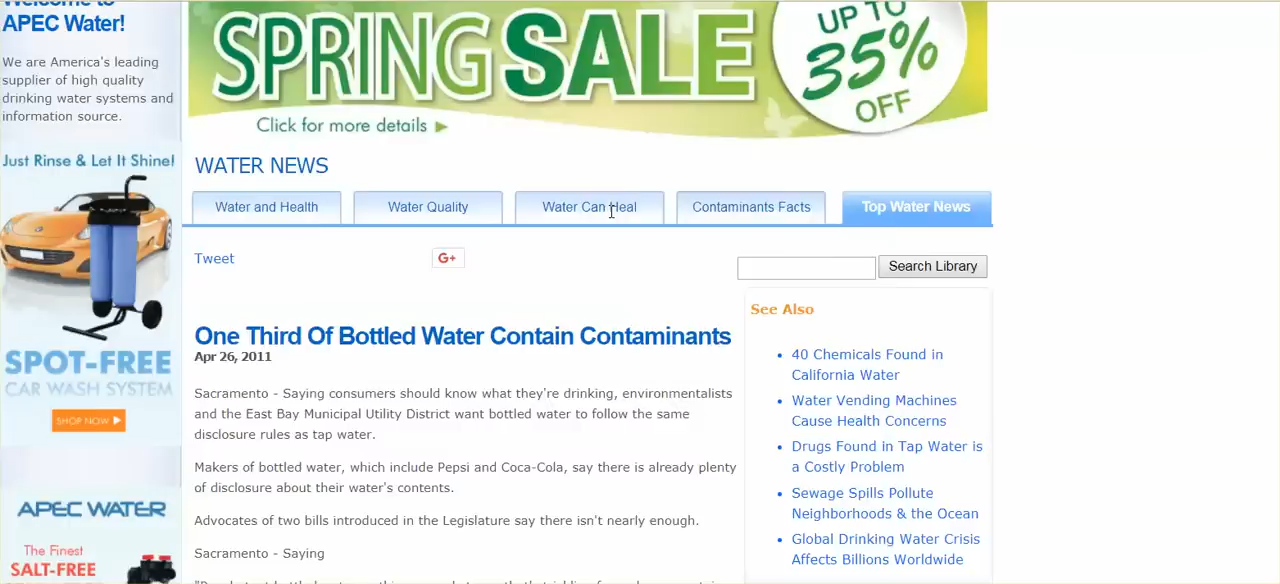 Welcome to
APEC Water!
We are America's leading
supplier of high quality
drinking water systems and
information source.
Just Rinse & Let It Shine!
SPOT-FREE
CAR WASH SYSTEM
SHOP NOW
APEC WATER
The Finest
SALT-FREE
SPRING SALE
UP TO
35%
OFF
Click for more details
WATER NEWS
Water and Health
Water Quality
Water Can Heal
Contaminants Facts
Top Water News
Tweet
G+
Search Library
One Third Of Bottled Water Contain Contaminants
Apr 26, 2011
Sacramento - Saying consumers should know what they're drinking, environmentalists
and the East Bay Municipal Utility District want bottled water to follow the same
disclosure rules as tap water.
Makers of bottled water, which include Pepsi and Coca-Cola, say there is already plenty
of disclosure about their water's contents.
Advocates of two bills introduced in the Legislature say there isn't nearly enough.
Sacramento - Saying
See Also
40 Chemicals Found in
California Water
Water Vending Machines
Cause Health Concerns
Drugs Found in Tap Water is
a Costly Problem
Sewage Spills Pollute
Neighborhoods & the Ocean
Global Drinking Water Crisis
Affects Billions Worldwide